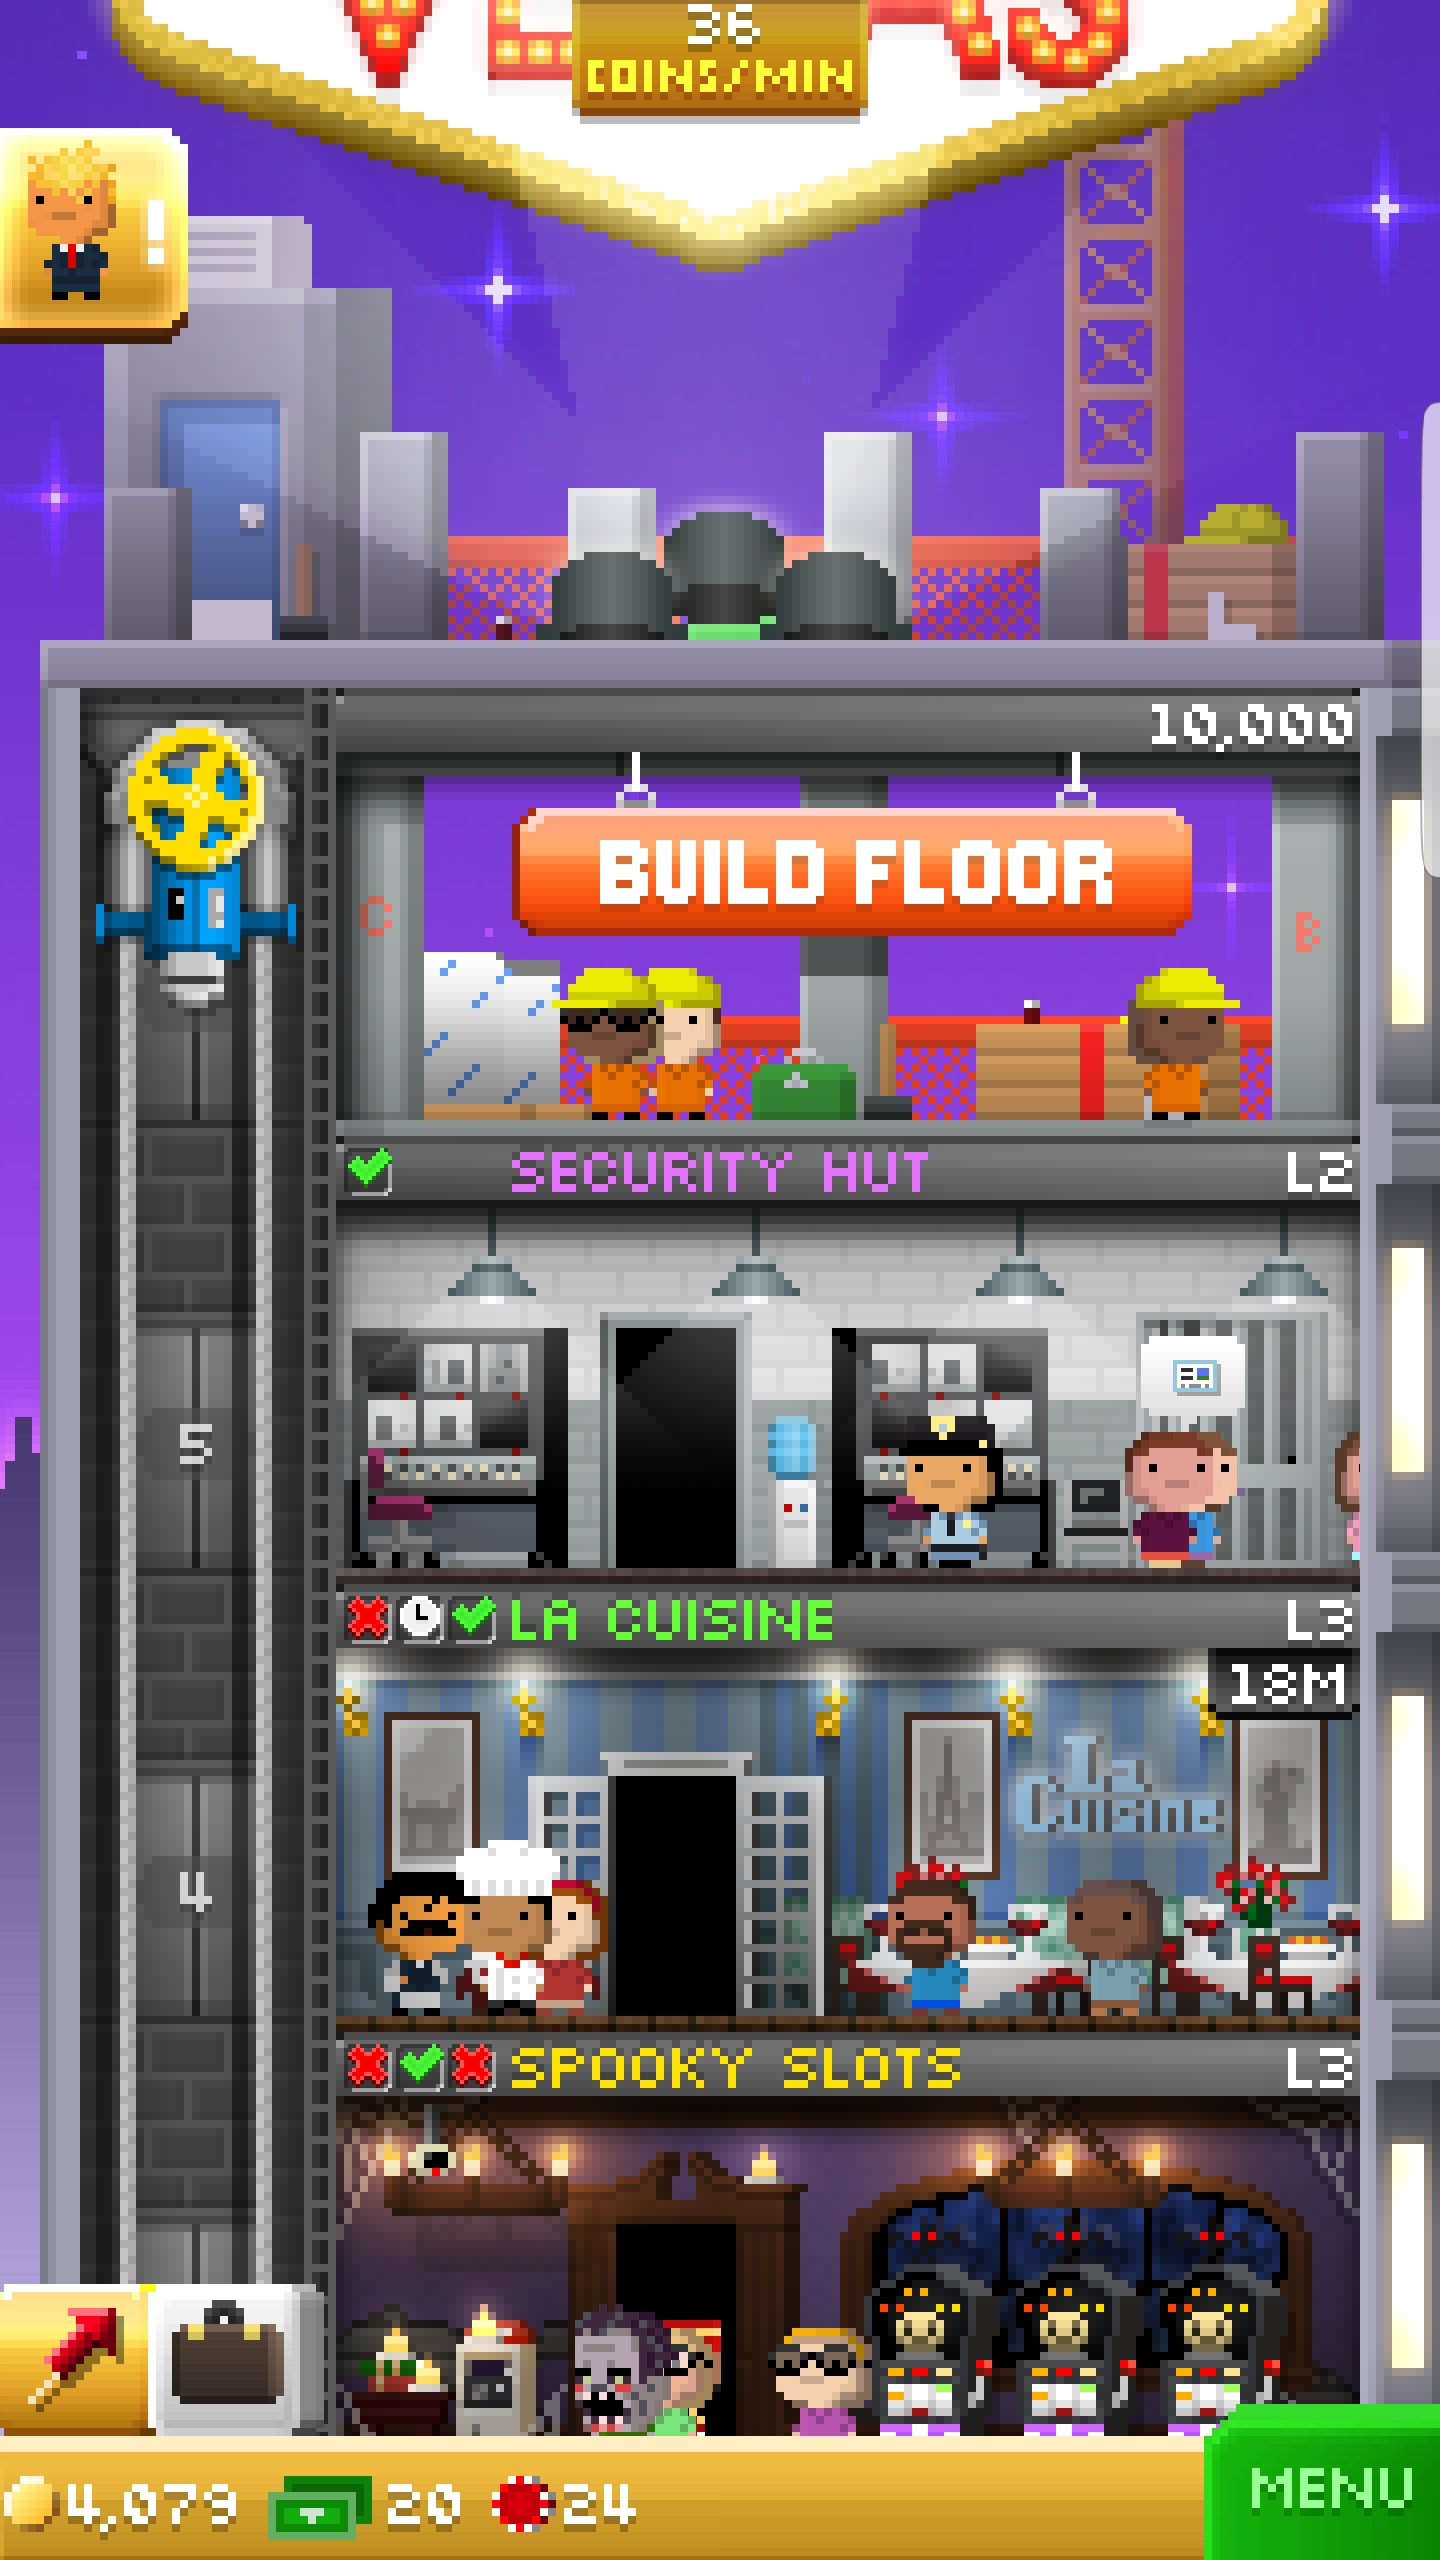 36
COINS/MIN
!
10,000
BUILD FLOOR
C
B
SECURITY HUT
L2
5
LA CUISINE
L3
18M
La
Cuisine
4
SPOOKY SLOTS
L3
4,079
20
24
MENU